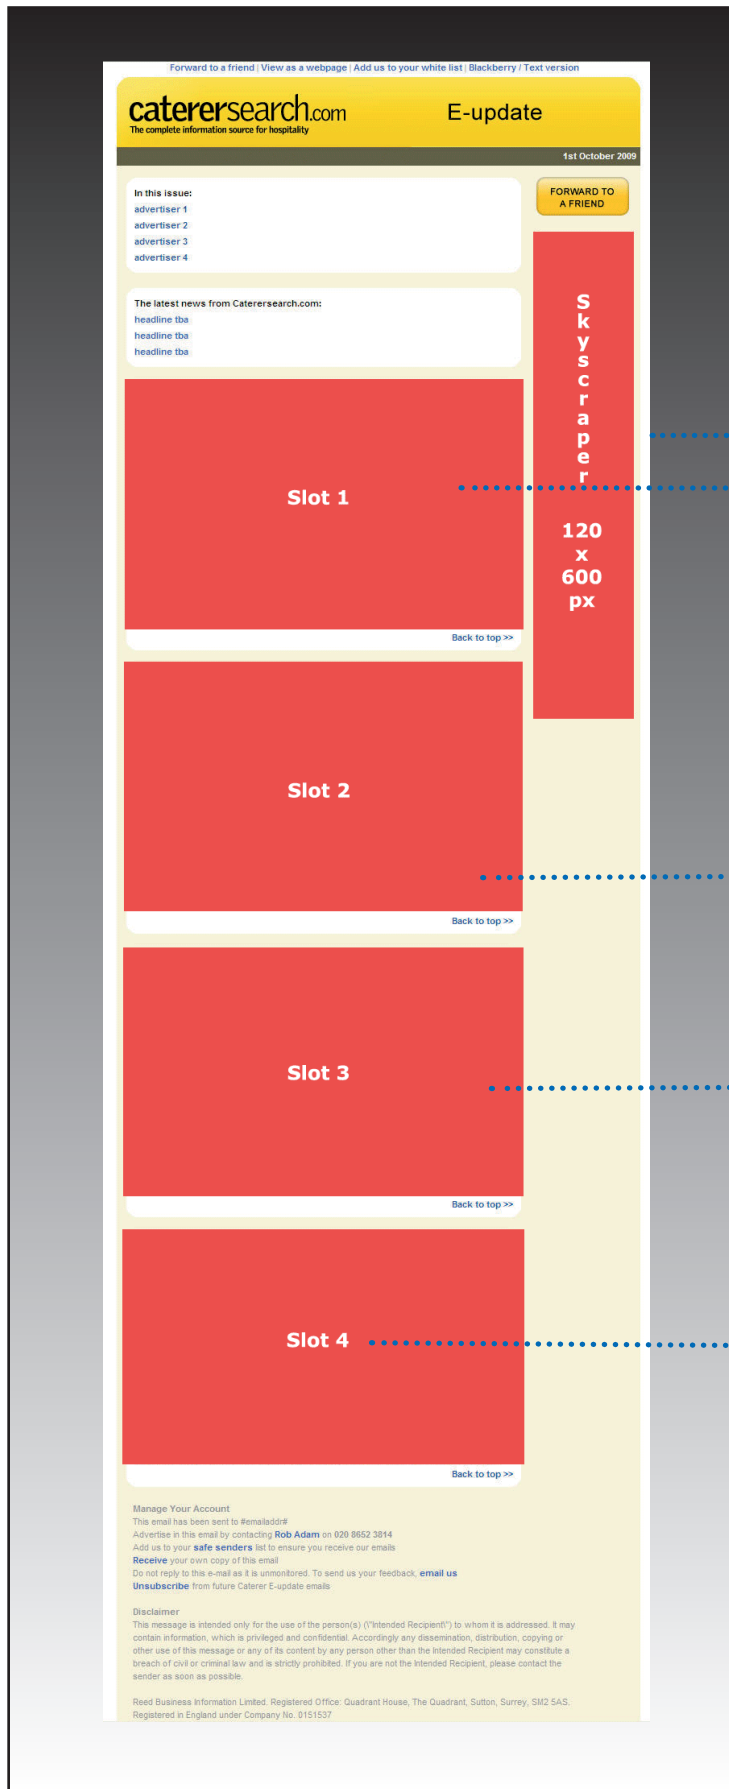 Forward to a friend | View as a webpage | Add us to your white list | Blackberry / Text version
caterersearch.com
The complete information source for hospitality
E-update
1st October 2009
In this issue:
advertiser 1
advertiser 2
advertiser 3
advertiser 4
FORWARD TO
A FRIEND
The latest news from Caterersearch.com:
headline tba
headline tba
headline tba
S
k
y
s
c
r
a
p
e
r
120
x
600
px
Slot 1
Back to top >>
Slot 2
Back to top >>
Slot 3
Back to top >>
Slot 4
Back to top >>
Manage Your Account
This email has been sent to #emailaddr#
Advertise in this email by contacting Rob Adam on 020 8652 3814
Add us to your safe senders list to ensure you receive our emails
Receive your own copy of this email
Do not reply to this e-mail as it is unmonitored. To send us your feedback, email us
Unsubscribe from future Caterer E-update emails
Disclaimer
This message is intended only for the use of the person(s) (\"Intended Recipient\") to whom it is addressed. It may
contain information, which is privileged and confidential. Accordingly any dissemination, distribution, copying or
other use of this message or any of its content by any person other than the Intended Recipient may constitute a
breach of civil or criminal law and is strictly prohibited. If you are not the Intended Recipient, please contact the
sender as soon as possible.
Reed Business Information Limited. Registered Office: Quadrant House, The Quadrant, Sutton, Surrey, SM2 5AS.
Registered in England under Company No. 0151537